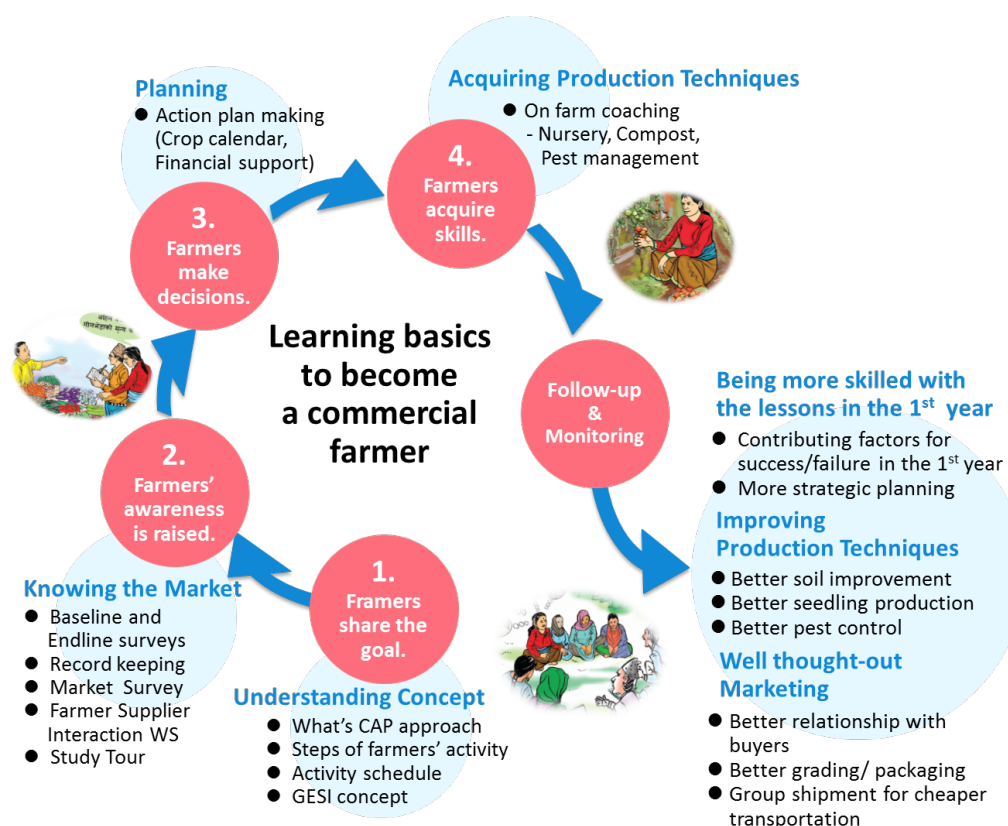 Planning
● Action plan making
(Crop calendar,
Financial support)
3.
Farmers
make
decisions.
Acquiring Production Techniques
● On farm coaching
- Nursery, Compost,
Pest management
4.
Farmers
acquire
skills.
Learning basics
to become
a commercial
farmer
Follow-up
&
Monitoring
2.
Farmers’
awareness
is raised.
Knowing the Market
● Baseline and
Endline surveys
● Record keeping
● Market Survey
● Farmer Supplier
Interaction WS
● Study Tour
1.
Framers
share the
goal.
Understanding Concept
● What’s CAP approach
● Steps of farmers’ activity
● Activity schedule
● GESI concept
Being more skilled with
the lessons in the 1st year
● Contributing factors for
success/failure in the 1st year
● More strategic planning
Improving
Production Techniques
● Better soil improvement
● Better seedling production
● Better pest control
Well thought-out
Marketing
● Better relationship with
buyers
● Better grading/ packaging
● Group shipment for cheaper
transportation